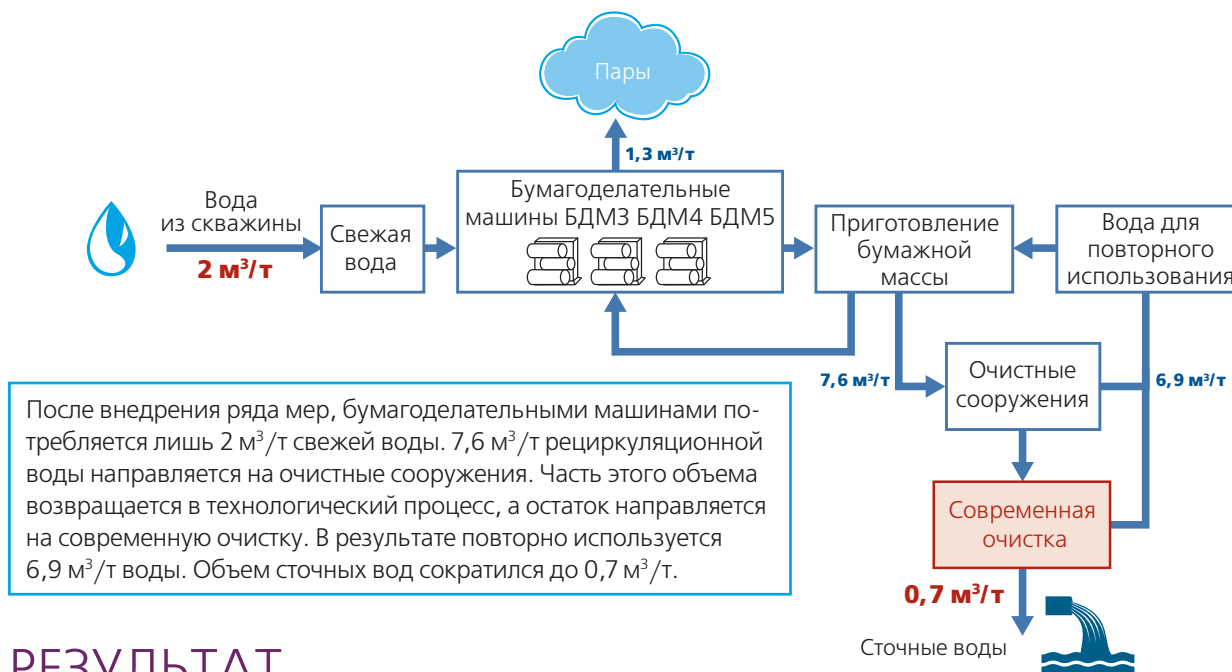 Пары
1,3 м³/т
Вода
из скважины
2 м³/т
Свежая
вода
Бумагоделательные
машины БДМ3 БДМ4 БДМ5
Приготовление
бумажной
массы
Вода для
повторного
использования
7,6 м³/т
Очистные
сооружения
6,9 м³/т
После внедрения ряда мер, бумагоделательными машинами по-
требляется лишь 2 м³/т свежей воды. 7,6 м³/т рециркуляционной
воды направляется на очистные сооружения. Часть этого объема
возвращается в технологический процесс, а остаток направляется
на современную очистку. В результате повторно используется
6,9 м³/т воды. Объем сточных вод сократился до 0,7 м³/т.
Современная
очистка
0,7 м³/т
Сточные воды
РЕЗУЛЬТАТ